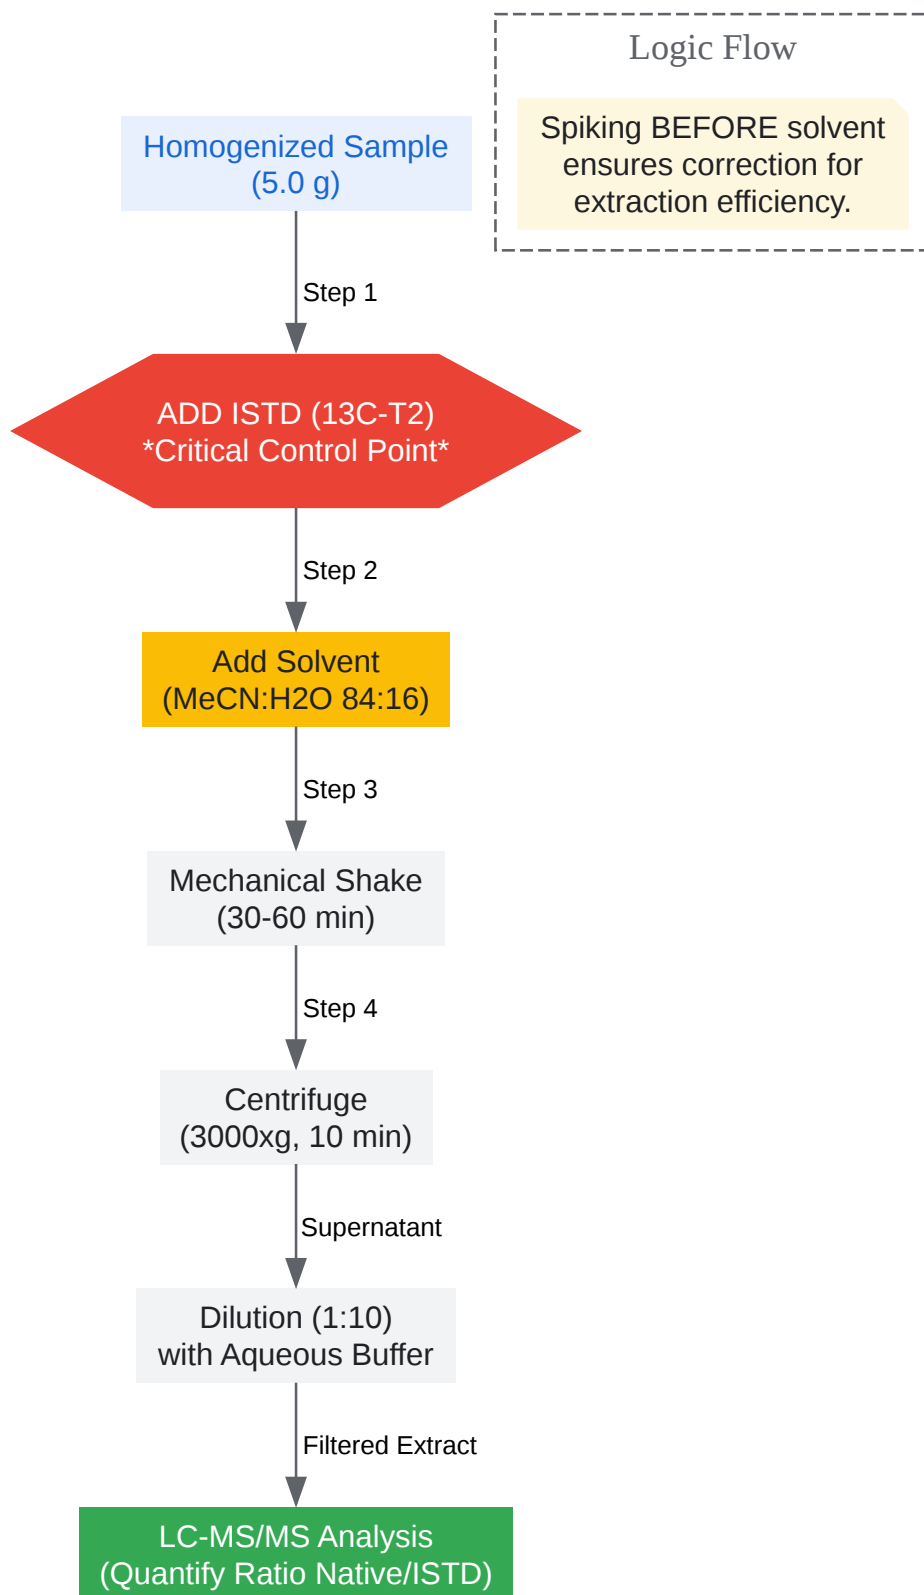 Logic Flow
Spiking BEFORE solvent
ensures correction for
extraction efficiency.
Homogenized Sample
(5.0 g)
Step 1
ADD ISTD (13C-T2)
*Critical Control Point*
Step 2
Add Solvent
(MeCN:H2O 84:16)
Step 3
Mechanical Shake
(30-60 min)
Step 4
Centrifuge
(3000xg, 10 min)
Supernatant
Dilution (1:10)
with Aqueous Buffer
Filtered Extract
LC-MS/MS Analysis
(Quantify Ratio Native/ISTD)